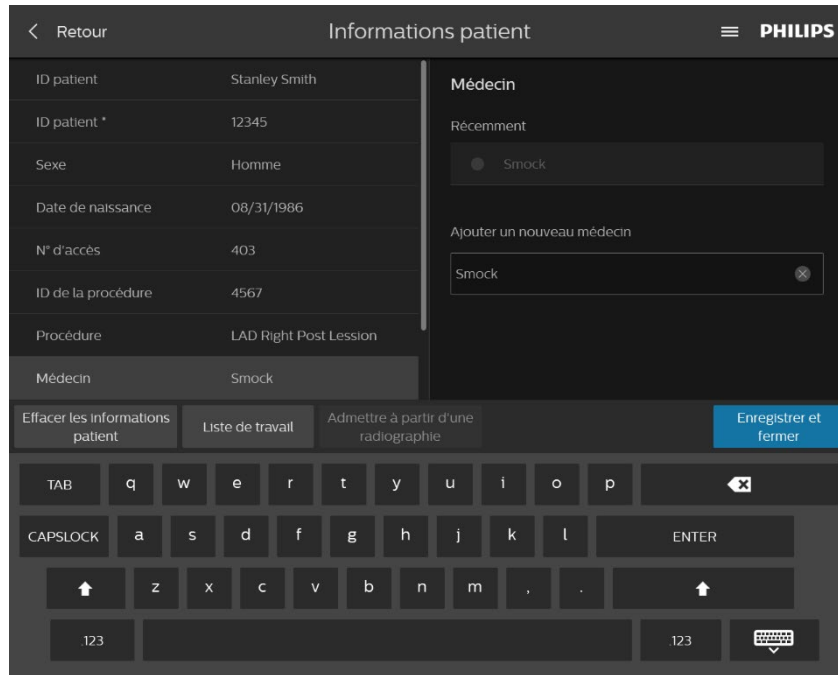 Retour
Informations patient
PHILIPS
ID patient Stanley Smith
ID patient * 12345
Sexe Homme
Date de naissance 08/31/1986
N° d'accès 403
ID de la procédure 4567
Procédure LAD Right Post Lession
Médecin Smock
Médecin
Récemment
Smock
Ajouter un nouveau médecin
Smock
Effacer les informations
patient
Liste de travail
Admettre à partir d'une
radiographie
Enregistrer et
fermer
TAB q w e r t y u i o p
CAPSLOCK a s d f g h j k l ENTER
z x c v b n m , .
.123 .123